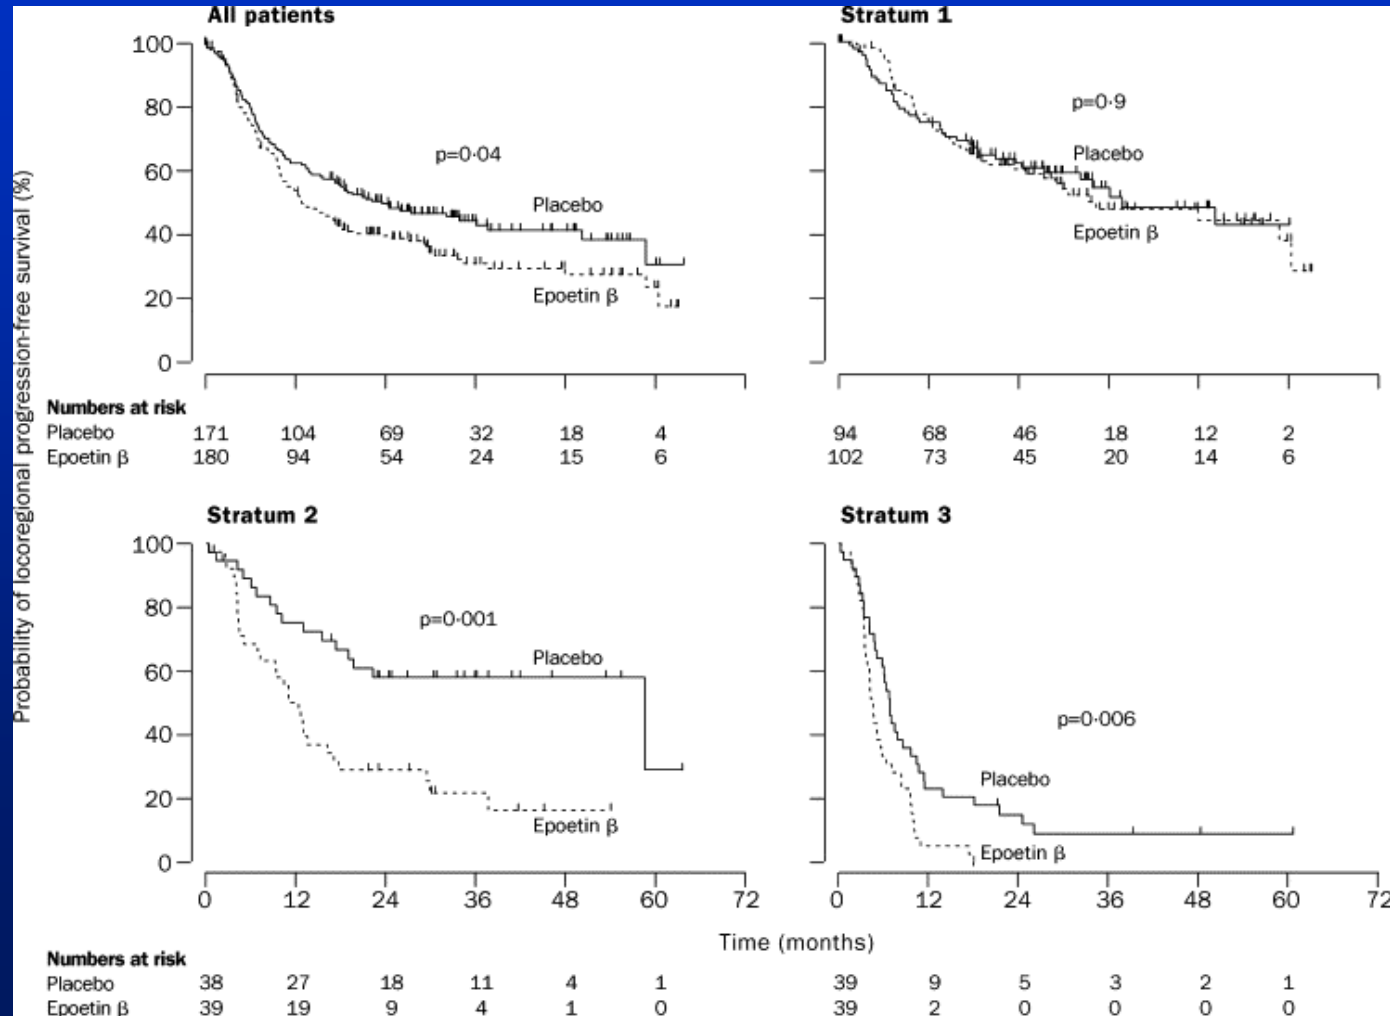 All patients
Stratum 1
Probability of locoregional progression-free survival (%)
100
80
60
40
20
0
p=0·04
Placebo
Epoetin β
p=0·9
Placebo
Epoetin β
Numbers at risk
Placebo 171 104 69 32 18 4 94 68 46 18 12 2
Epoetin β 180 94 54 24 15 6 102 73 45 20 14 6
Stratum 2
Stratum 3
100
80
60
40
20
0
p=0·001
Placebo
Epoetin β
p=0·006
Placebo
Epoetin β
0 12 24 36 48 60 72 0 12 24 36 48 60 72
Time (months)
Numbers at risk
Placebo 38 27 18 11 4 1 39 9 5 3 2 1
Epoetin β 39 19 9 4 1 0 39 2 0 0 0 0